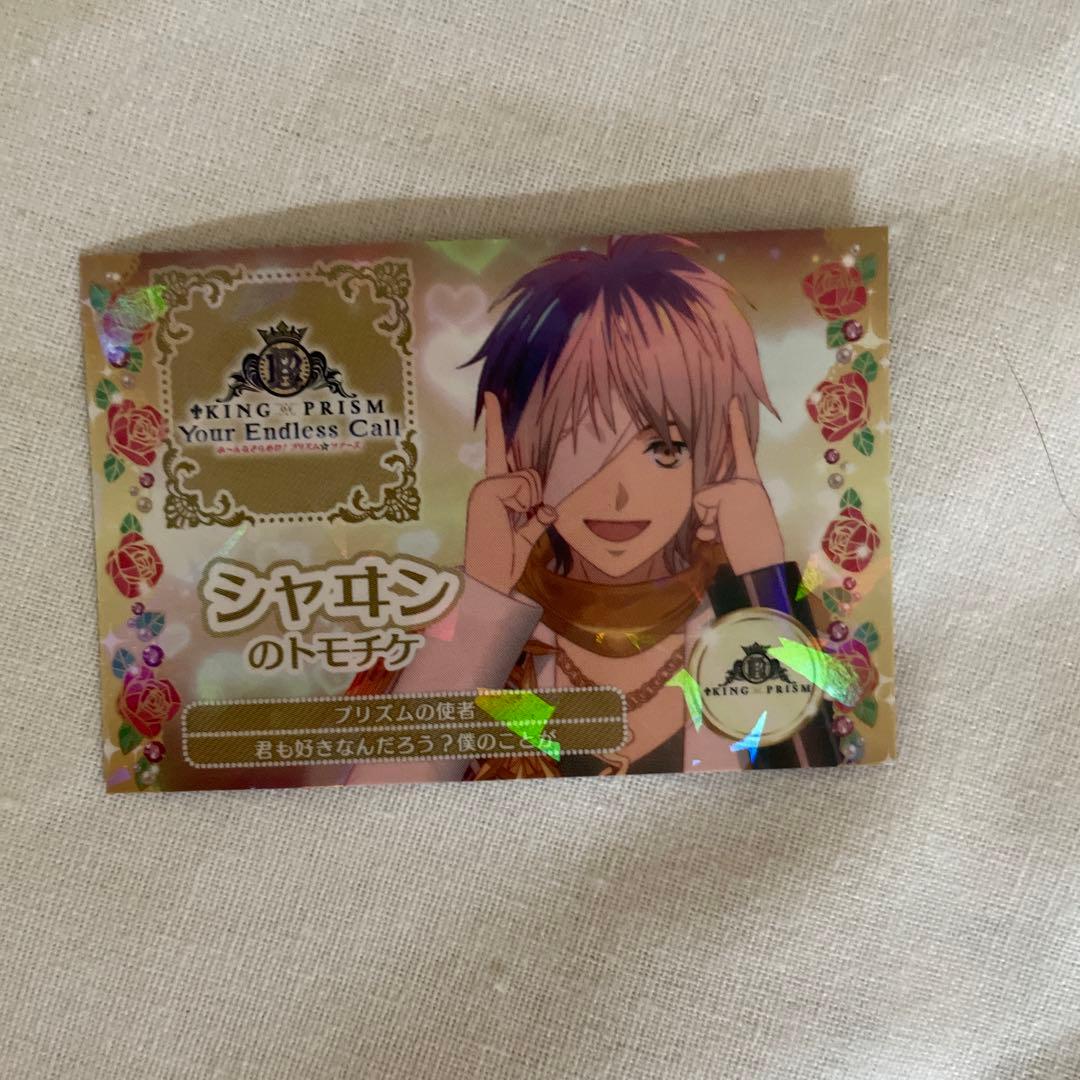 KING OF PRISM
Your Endless Call
み〜んなきらめけ!プリズム☆ツアーズ
シャヰン
のトモチケ
KING OF PRISM
プリズムの使者
君も好きなんだろう?僕のことが